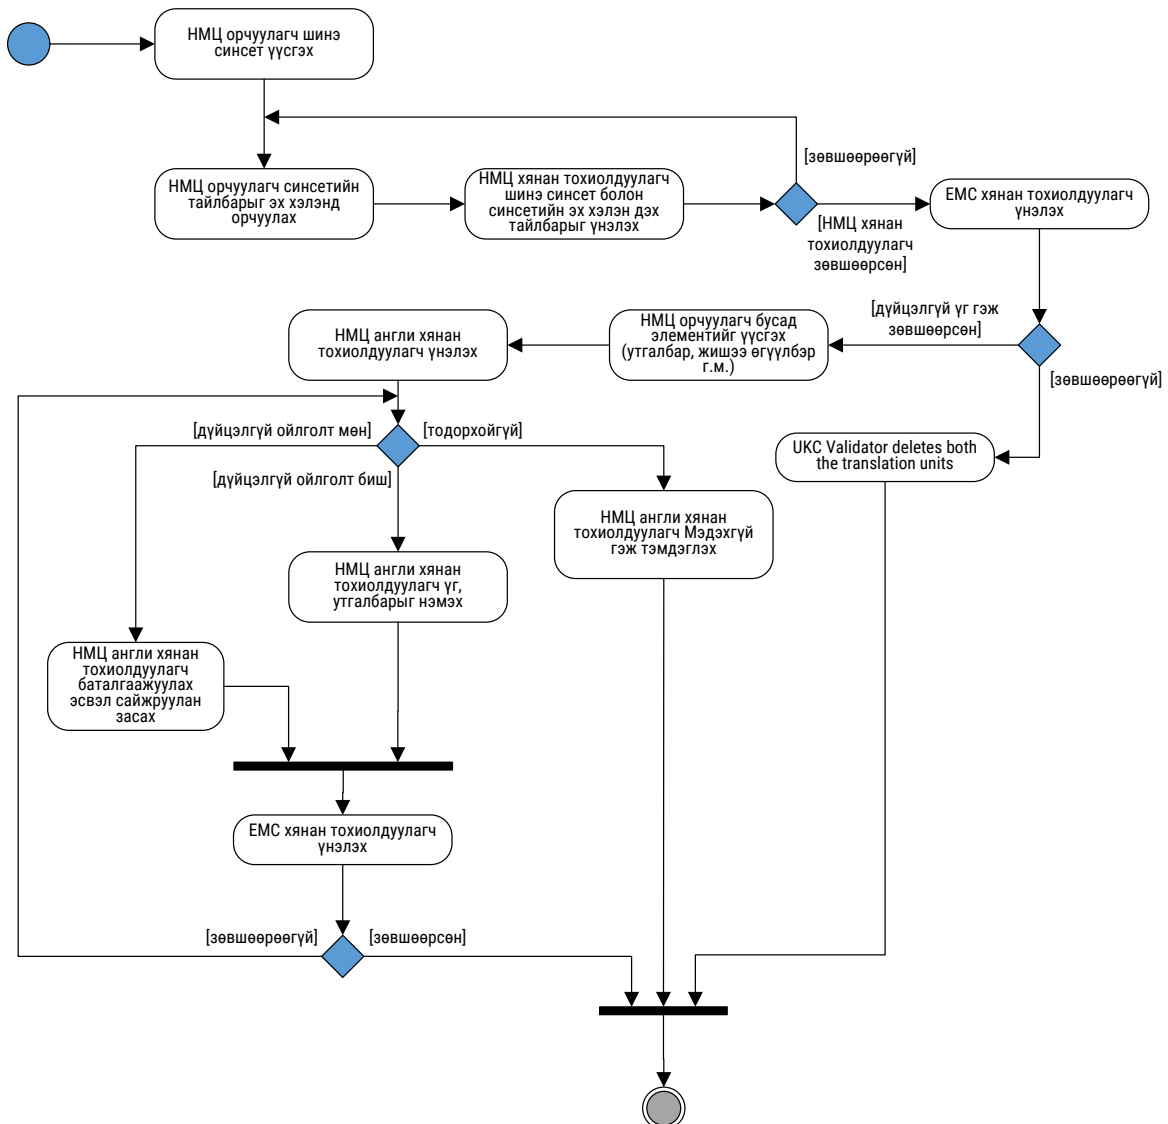 НМЦ орчуулагч шинэ
синсет үүсгэх
[зөвшөөрөөгүй]
НМЦ орчуулагч синсетийн
тайлбарыг эх хэлэнд
орчуулах
НМЦ хянан тохиолдуулагч
шинэ синсет болон
синсетийн эх хэлэн дэх
тайлбарыг үнэлэх
[НМЦ хянан
тохиолдуулагч
зөвшөөрсөн]
ЕМС хянан тохиолдуулагч
үнэлэх
[дүйцэлгүй үг гэж
зөвшөөрсөн]
[зөвшөөрөөгүй]
НМЦ орчуулагч бусад
элементийг үүсгэх
(утгалбар, жишээ өгүүлбэр
г.м.)
НМЦ англи хянан
тохиолдуулагч үнэлэх
[дүйцэлгүй ойлголт мөн]
[тодорхойгүй]
[дүйцэлгүй ойлголт биш]
UKC Validator deletes both
the translation units
НМЦ англи хянан
тохиолдуулагч Мэдэхгүй
гэж тэмдэглэх
НМЦ англи хянан
тохиолдуулагч үг,
утгалбарыг нэмэх
НМЦ англи хянан
тохиолдуулагч
баталгаажуулах
эсвэл сайжруулан
засах
ЕМС хянан тохиолдуулагч
үнэлэх
[зөвшөөрөөгүй]
[зөвшөөрсөн]